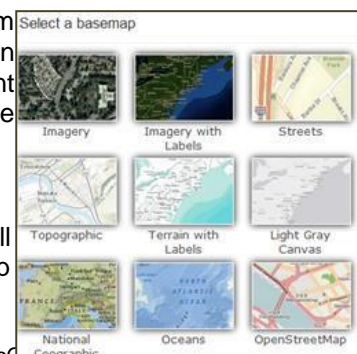 Select a basemap
Imagery
Imagery with
Labels
Streets
Topographic
Terrain with
Labels
Light Gray
Canvas
National
Geographic
Oceans
OpenStreetMap